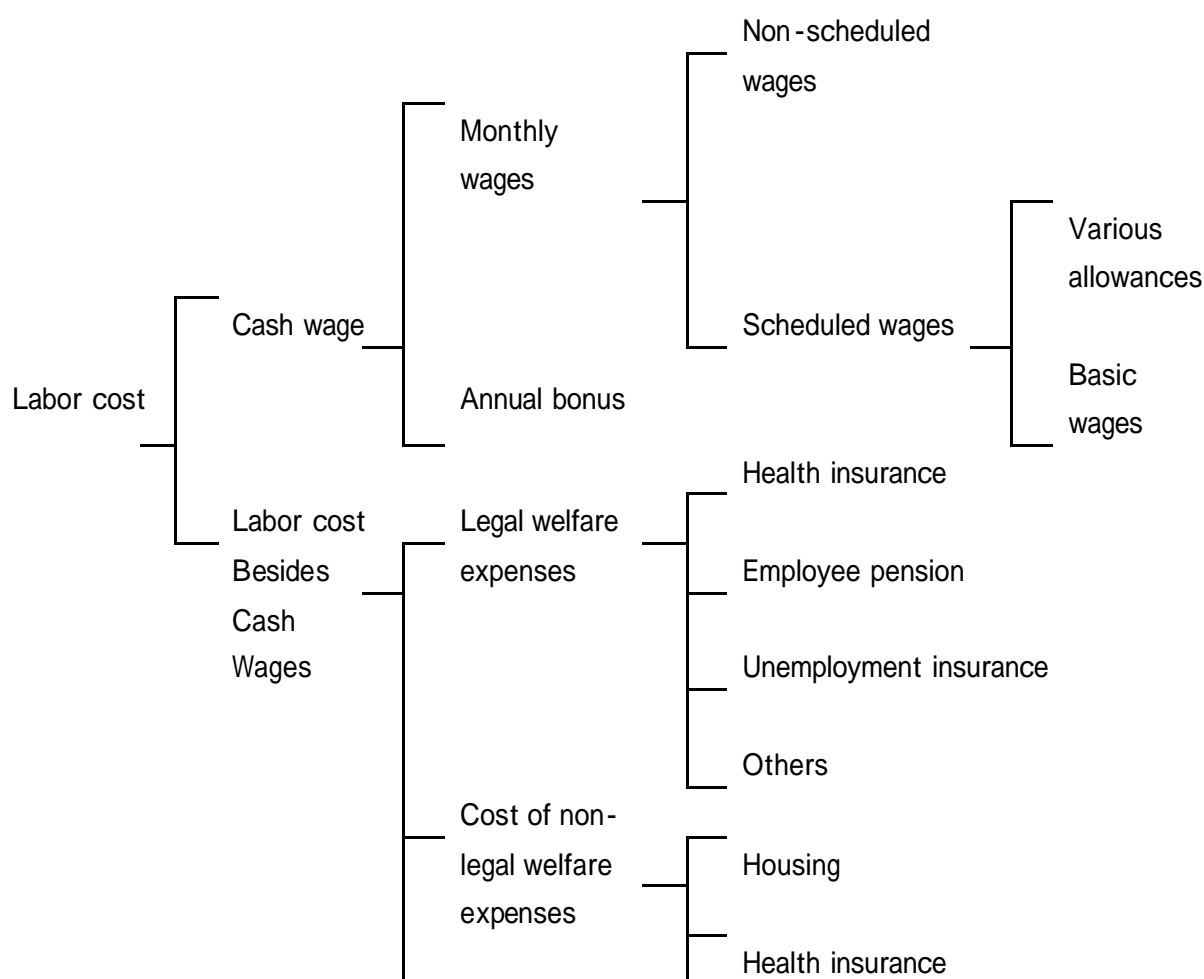 Non-scheduled
wages
Monthly
wages
Various
allowances
Cash wage
Scheduled wages
Labor cost
Annual bonus
Basic
wages
Health insurance
Labor cost
Besides
Cash
Wages
Legal welfare
expenses
Employee pension
Unemployment insurance
Others
Cost of non-
legal welfare
expenses
Housing
Health insurance